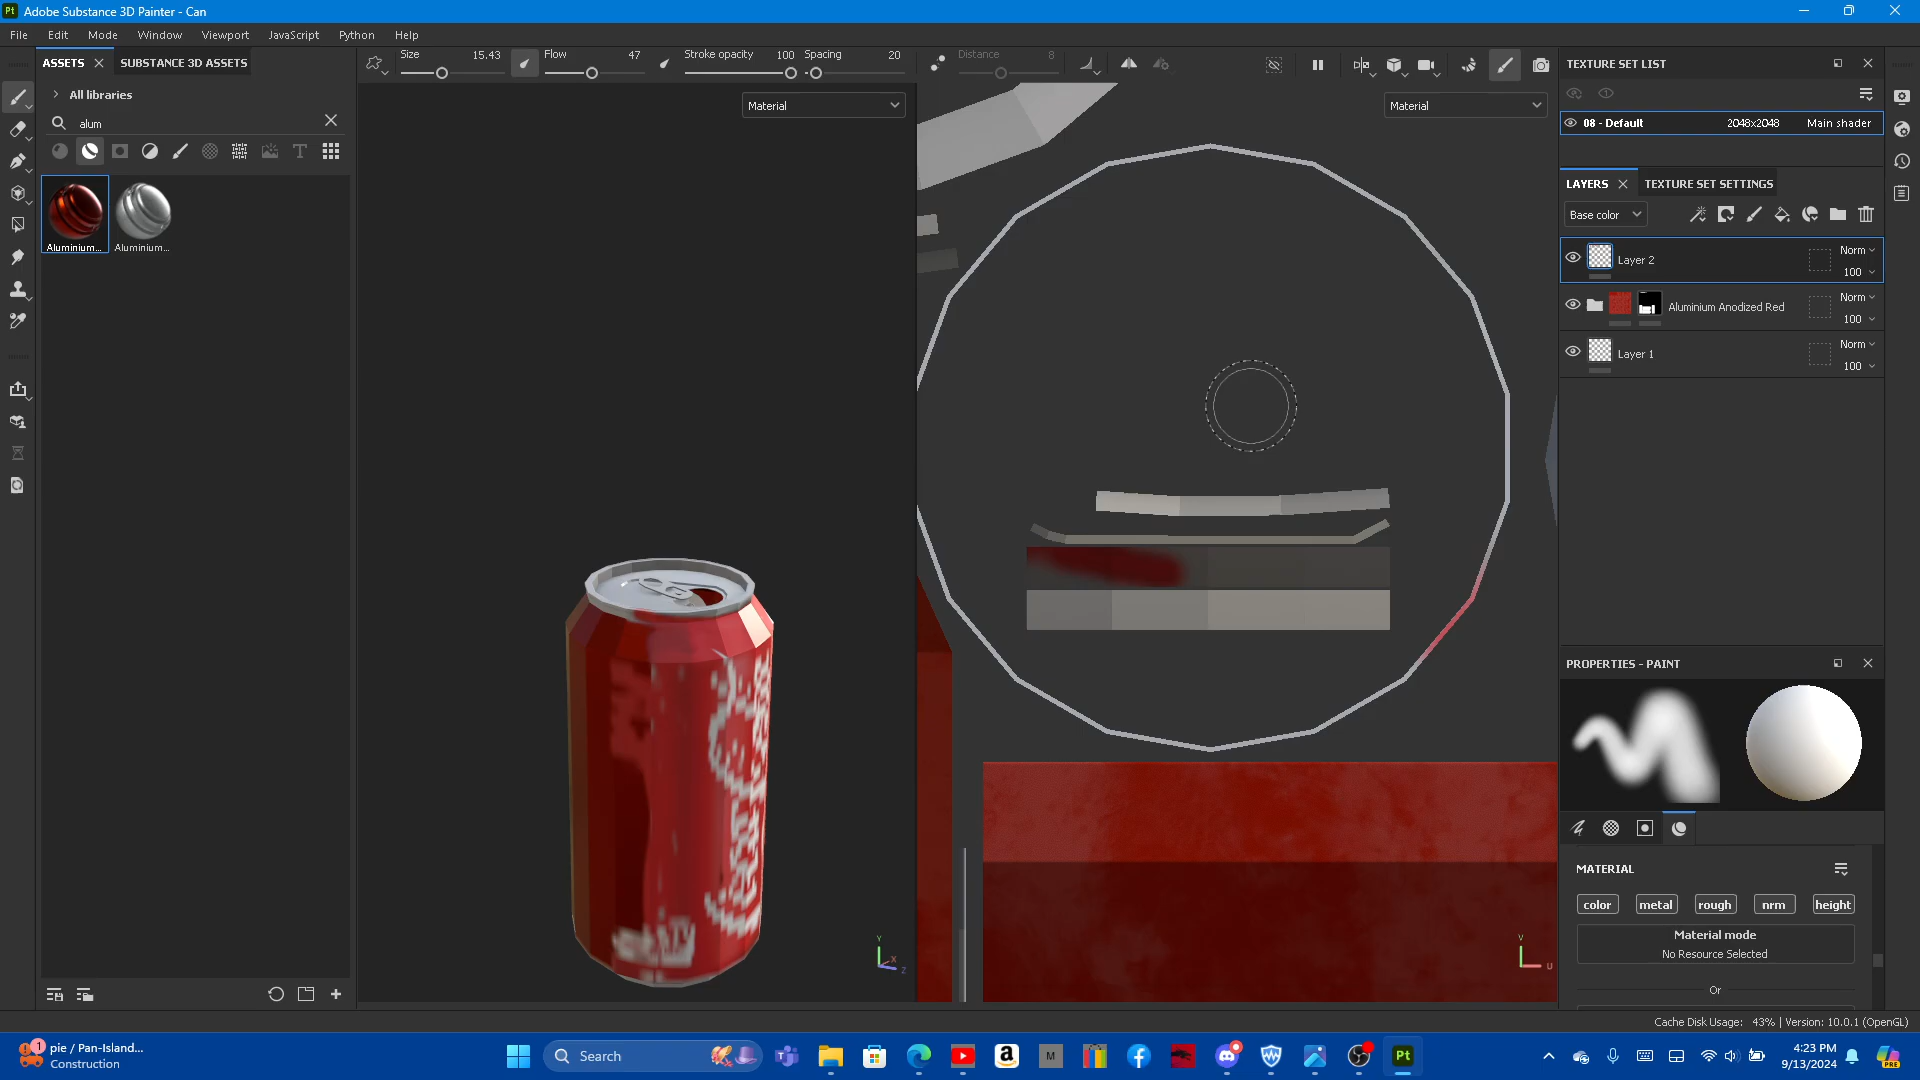 Adobe Substance 3D Painter - Can
File Edit Mode Window Viewport JavaScript Python Help
ASSETS SUBSTANCE 3D ASSETS
All libraries
alum
Aluminium... Aluminium...
Size 15.43 Flow 47 Stroke opacity 100 Spacing 20 Distance 8
Material
Material
TEXTURE SET LIST
08 - Default 2048x2048 Main shader
LAYERS TEXTURE SET SETTINGS
Base color
Layer 2 Norm 100
Aluminium Anodized Red Norm 100
Layer 1 Norm 100
PROPERTIES - PAINT
MATERIAL
color metal rough nrm height
Material mode
No Resource Selected
Or
Y X Z
V U
Cache Disk Usage: 43% | Version: 10.0.1 (OpenGL)
1 pie / Pan-Island...
Construction
Search
M
Pt
4:23 PM
9/13/2024
PRE